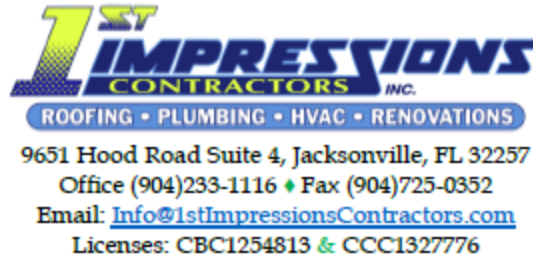 1ST
IMPRESSIONS
CONTRACTORS INC.
ROOFING • PLUMBING • HVAC • RENOVATIONS
9651 Hood Road Suite 4, Jacksonville, FL 32257
Office (904)233-1116 ♦ Fax (904)725-0352
Email: Info@1stImpressionsContractors.com
Licenses: CBC1254813 & CCC1327776